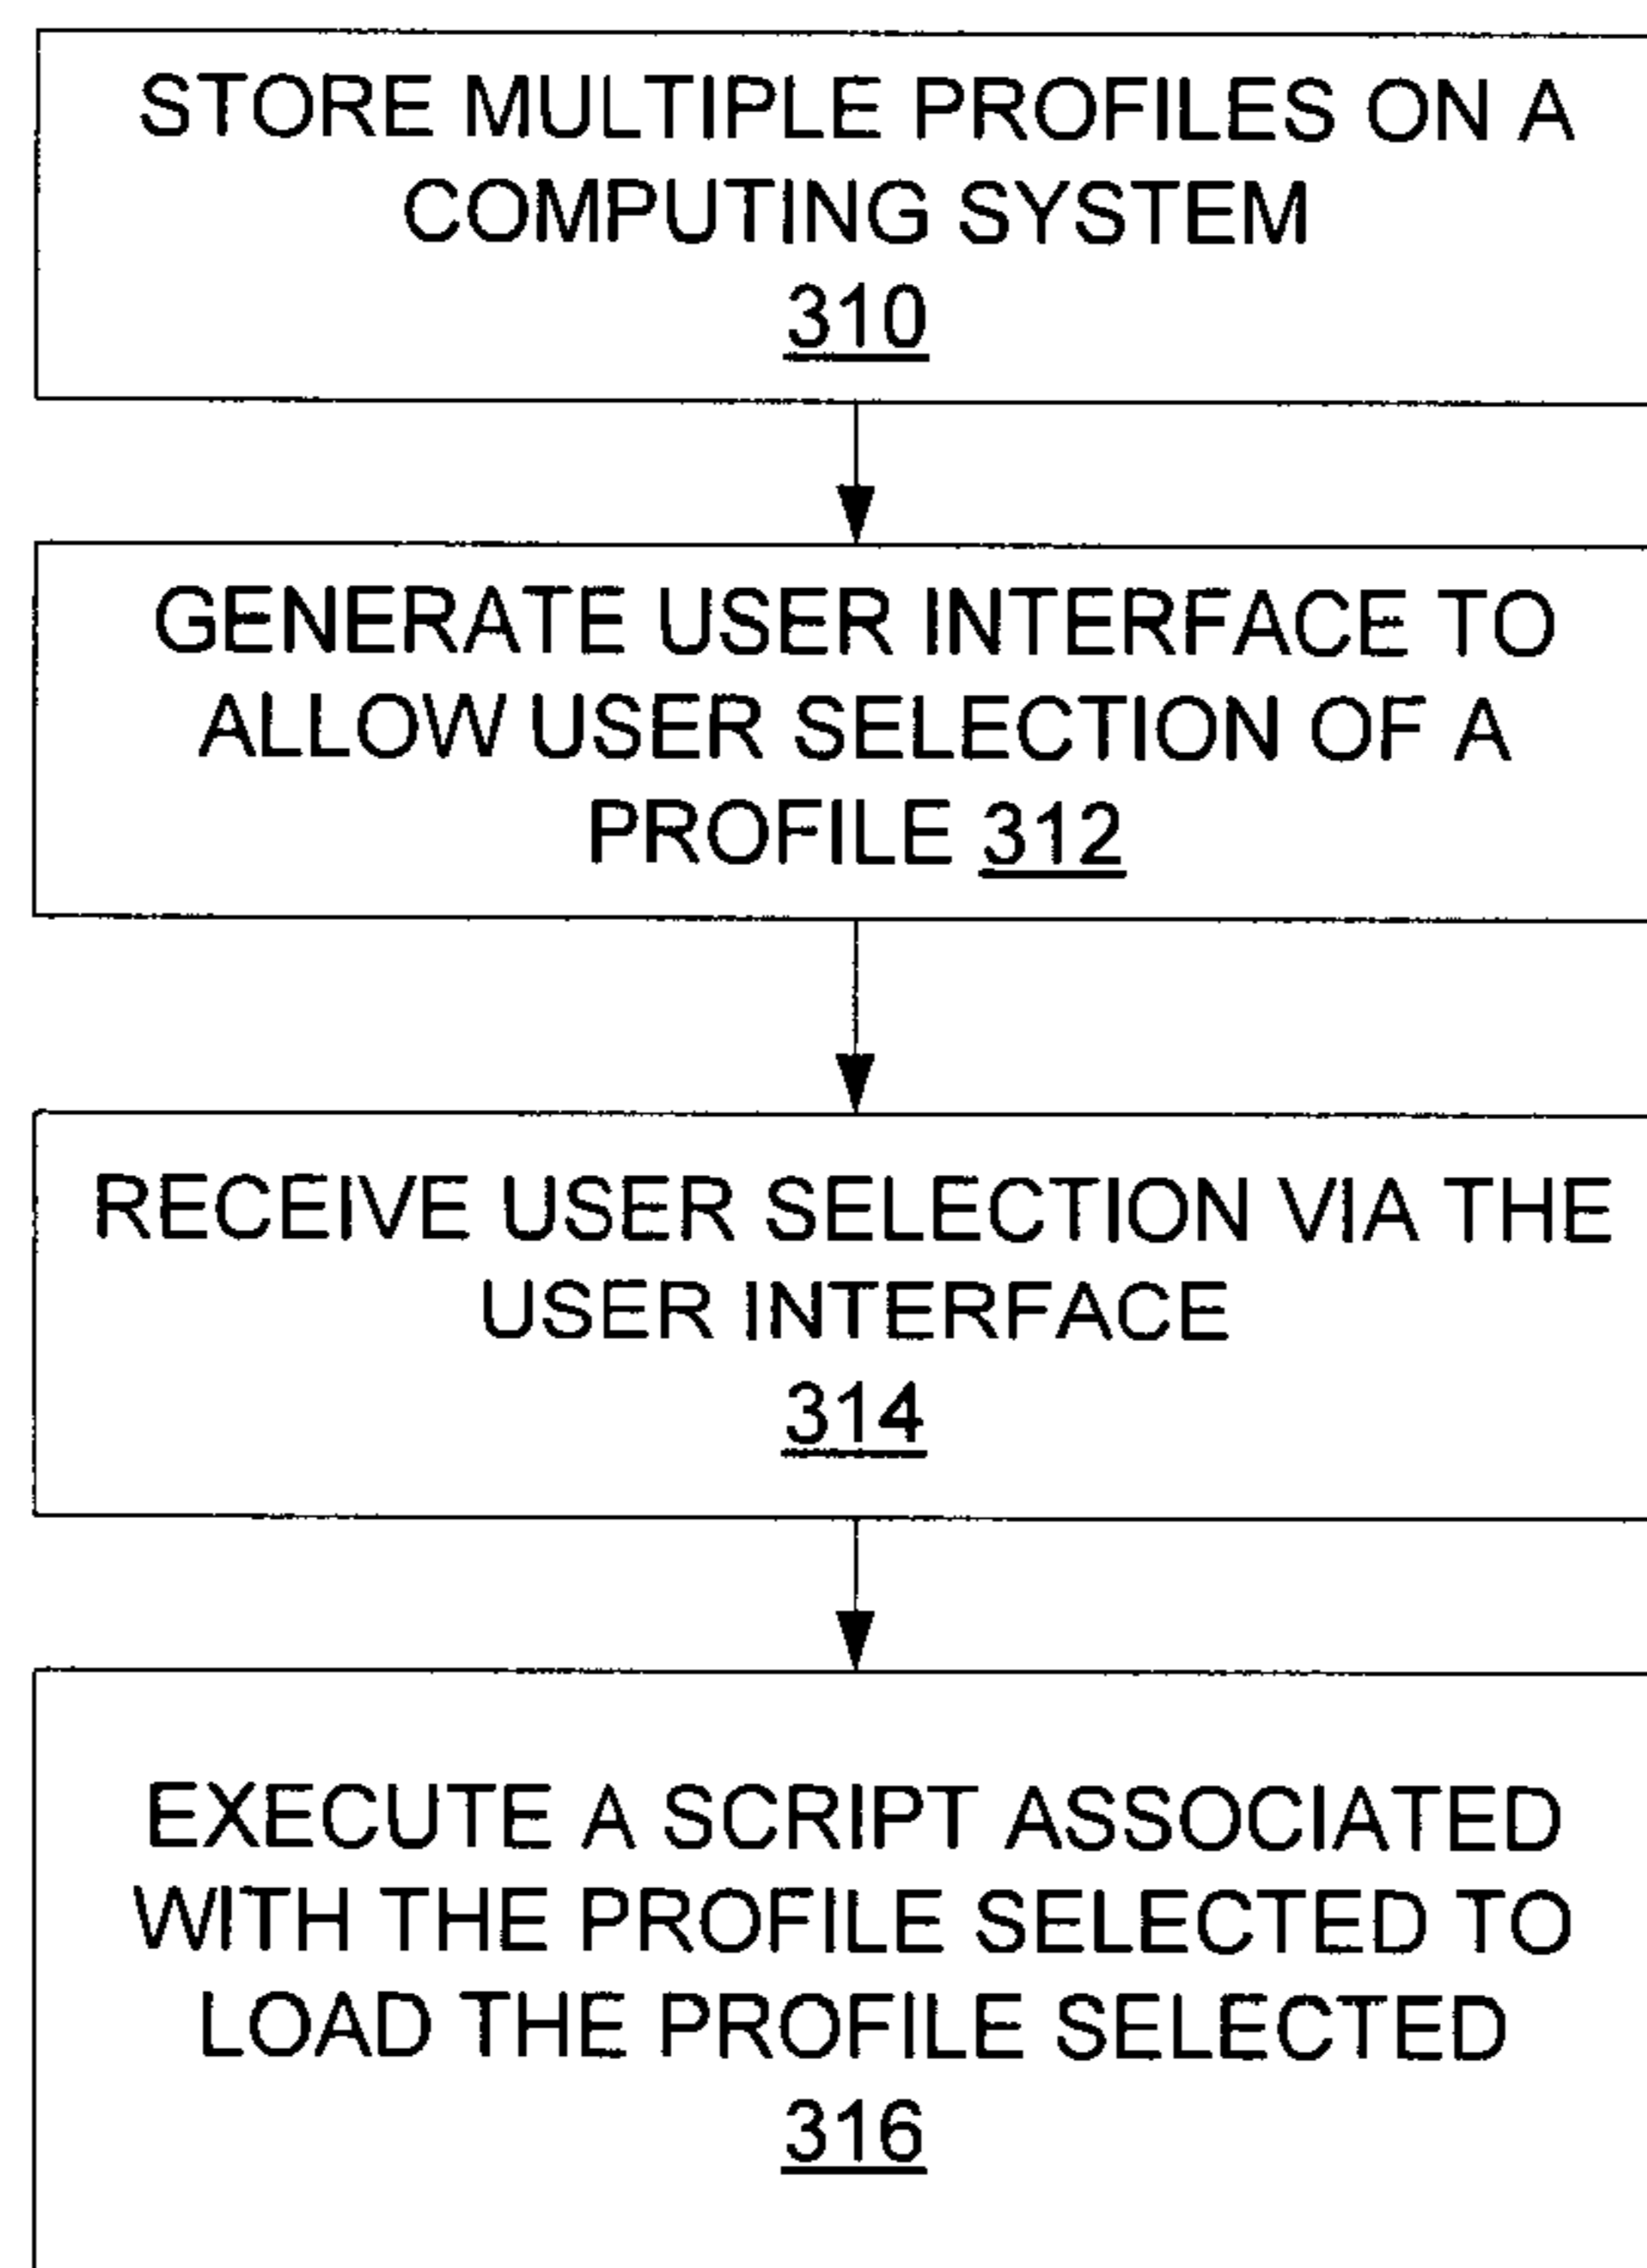 STORE MULTIPLE PROFILES ON A
COMPUTING SYSTEM
310
GENERATE USER INTERFACE TO
ALLOW USER SELECTION OF A
PROFILE 312
RECEIVE USER SELECTION VIA THE
USER INTERFACE
314
EXECUTE A SCRIPT ASSOCIATED
WITH THE PROFILE SELECTED TO
LOAD THE PROFILE SELECTED
316